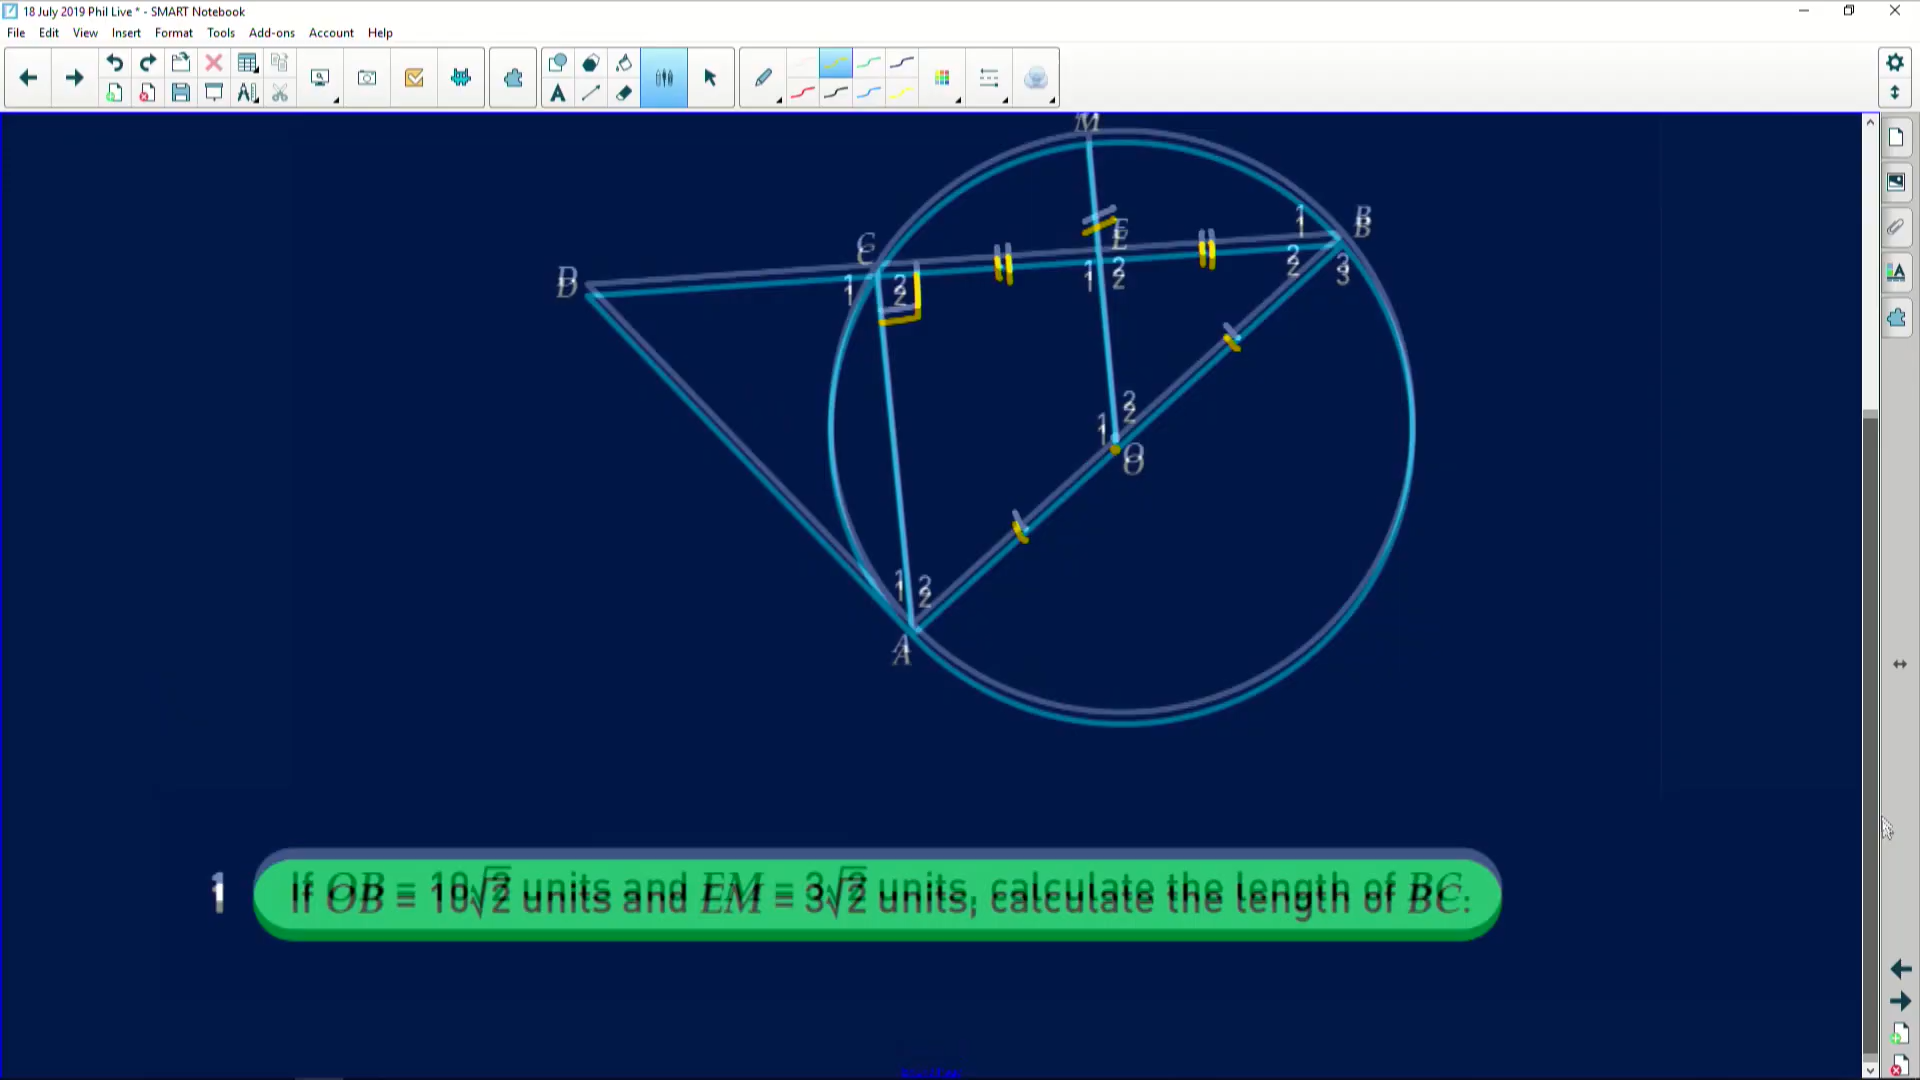 18 July 2019 Phil Live * - SMART Notebook
File Edit View Insert Format Tools Add-ons Account Help
M
C
E
B
D
1
2
1
2
1
2
3
1
2
O
1
2
A
1 If OB = 10√2 units and EM = 3√2 units, calculate the length of BC.